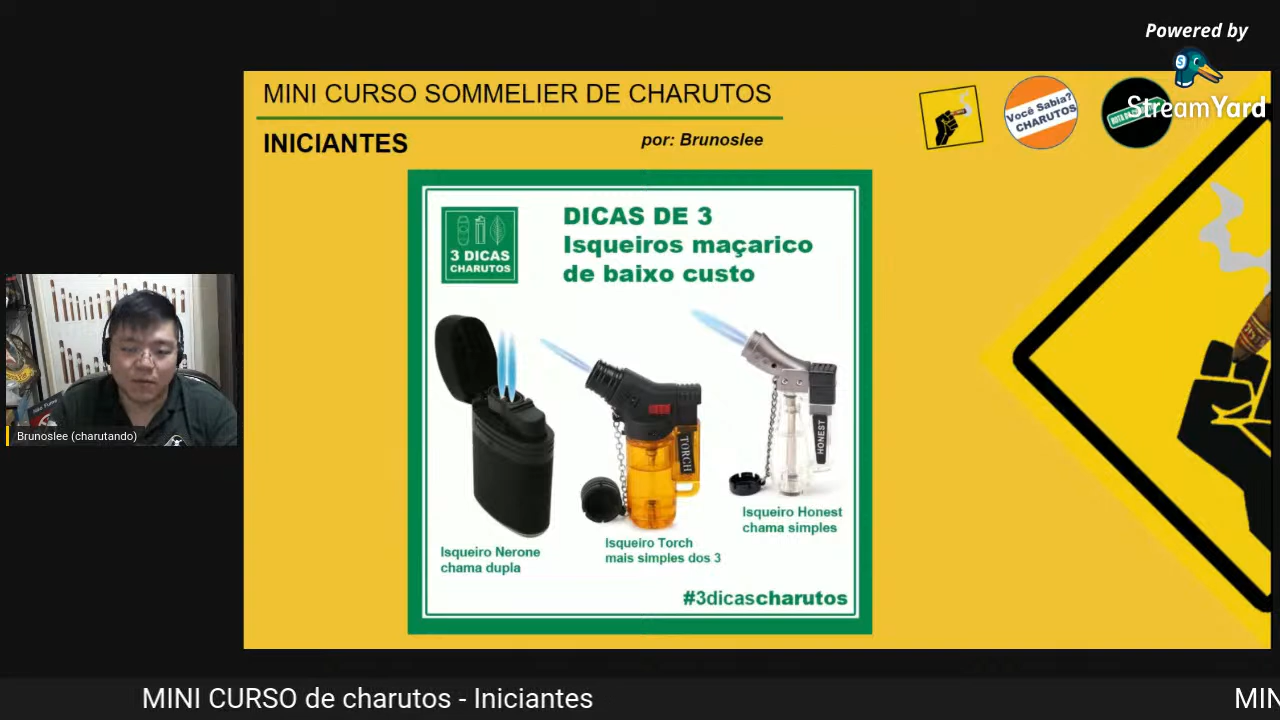 Powered by
StreamYard
MINI CURSO SOMMELIER DE CHARUTOS
INICIANTES
por: Brunoslee
Você Sabia?
CHARUTOS
3 DICAS
CHARUTOS
DICAS DE 3
Isqueiros maçarico
de baixo custo
TORCH
HONEST
Isqueiro Nerone
chama dupla
Isqueiro Torch
mais simples dos 3
Isqueiro Honest
chama simples
#3dicascharutos
Brunoslee (charutando)
MINI CURSO de charutos - Iniciantes
MIN